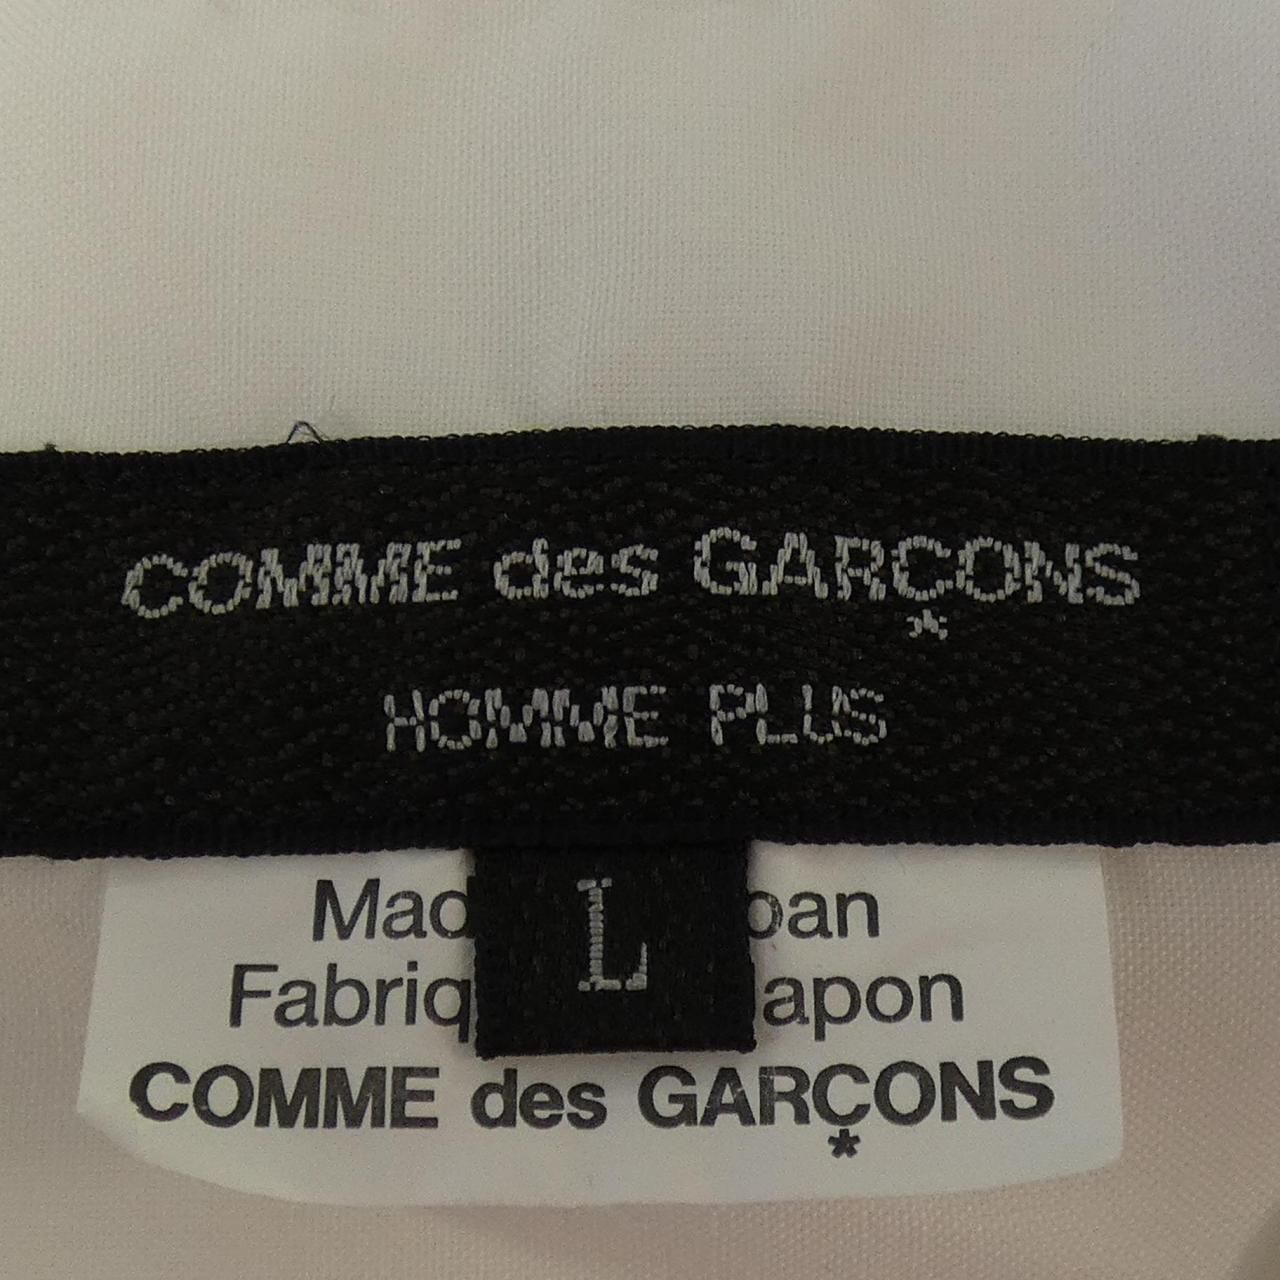 COMME des GARÇONS
*
HOMME PLUS
L
Mad pan
Fabriq apon
COMME des GARÇONS
*